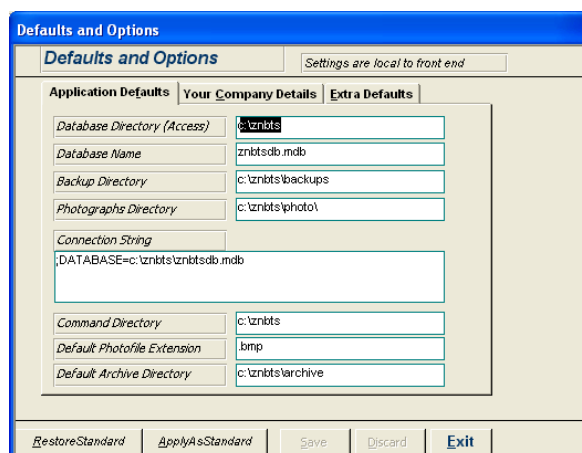 Defaults and Options
Defaults and Options
Settings are local to front end
Application Defaults Your Company Details Extra Defaults
Database Directory (Access) c:\znbts
Database Name znbtsdb.mdb
Backup Directory c:\znbts\backups
Photographs Directory c:\znbts\photo\
Connection String
;DATABASE=c:\znbts\znbtsdb.mdb
Command Directory c:\znbts
Default Photofile Extension .bmp
Default Archive Directory c:\znbts\archive
RestoreStandard ApplyAsStandard Save Discard Exit